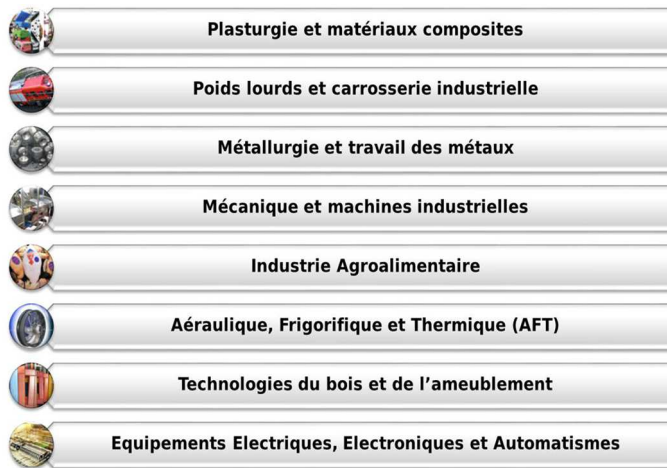 Plasturgie et matériaux composites
Poids lourds et carrosserie industrielle
Métallurgie et travail des métaux
Mécanique et machines industrielles
Industrie Agroalimentaire
Aéraulique, Frigorifique et Thermique (AFT)
Technologies du bois et de l’ameublement
Equipements Electriques, Electroniques et Automatismes